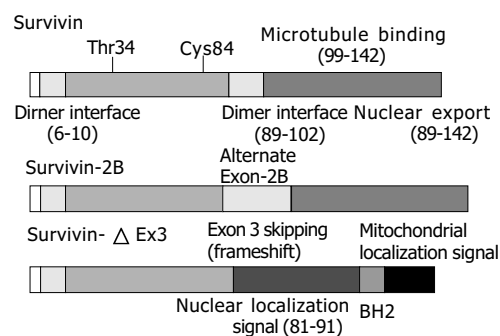 Survivin
Thr34
Cys84
Microtubule binding
(99-142)
Dirner interface
(6-10)
Dimer interface
(89-102)
Nuclear export
(89-142)
Survivin-2B
Alternate
Exon-2B
Survivin- △ Ex3
Exon 3 skipping
(frameshift)
Mitochondrial
localization signal
Nuclear localization
signal (81-91)
BH2